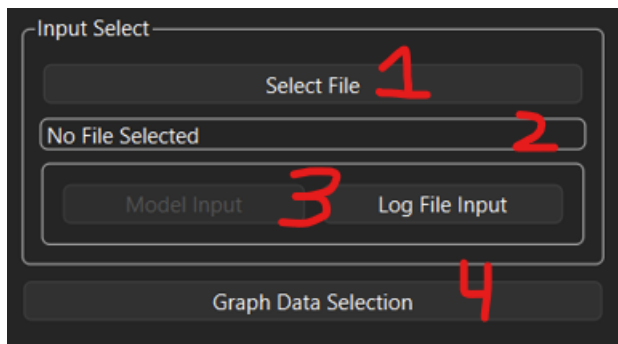 Input Select
Select File 1
No File Selected 2
Model Input 3 Log File Input
4
Graph Data Selection